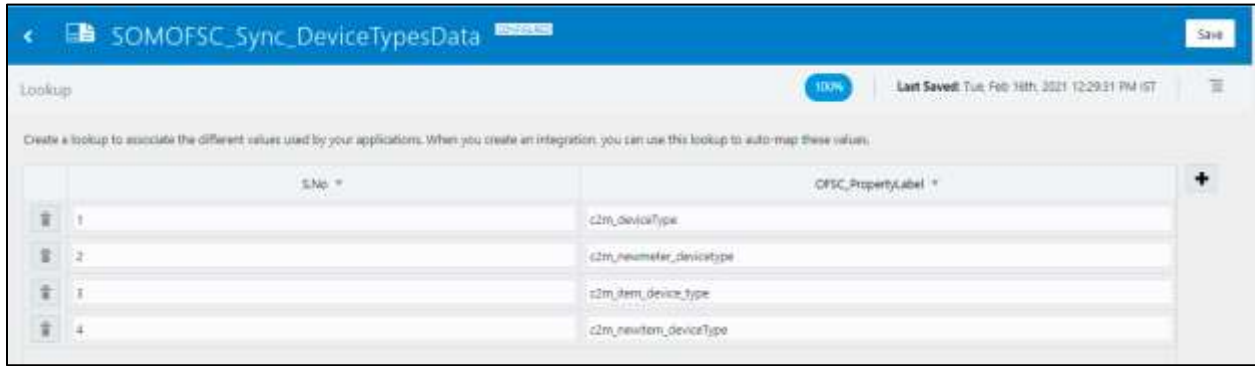 SOMOFSC_Sync_DeviceTypesData CONFIGURED Save
Lookup 100% Last Saved: Tue, Feb 16th, 2021 12:29:31 PM IST
Create a lookup to associate the different values used by your applications. When you create an integration, you can use this lookup to auto-map these values.
S.No OFSC_PropertyLabel
1 c2m_deviceType
2 c2m_newmeter_devicetype
3 c2m_item_device_type
4 c2m_newitem_deviceType